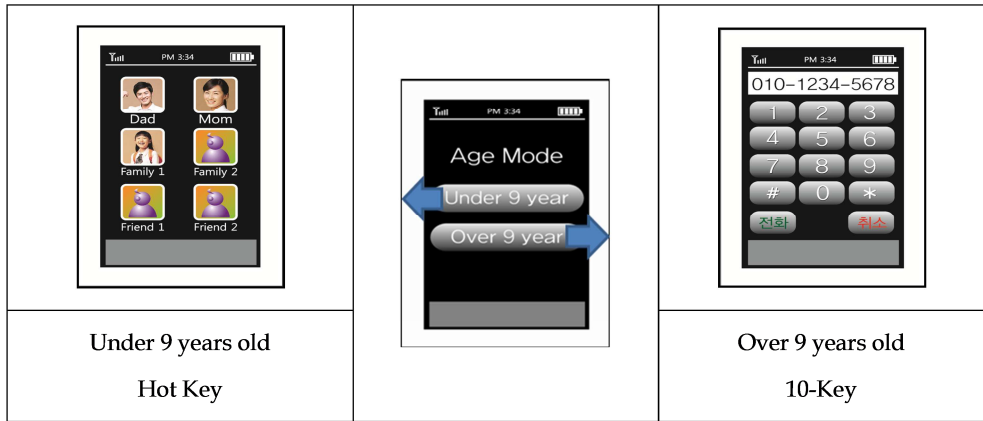 PM 3:34
Dad Mom
Family 1 Family 2
Friend 1 Friend 2
Under 9 years old
Hot Key
PM 3:34
Age Mode
Under 9 year
Over 9 year
PM 3:34
010-1234-5678
1 2 3
4 5 6
7 8 9
# 0 *
전화 취소
Over 9 years old
10-Key